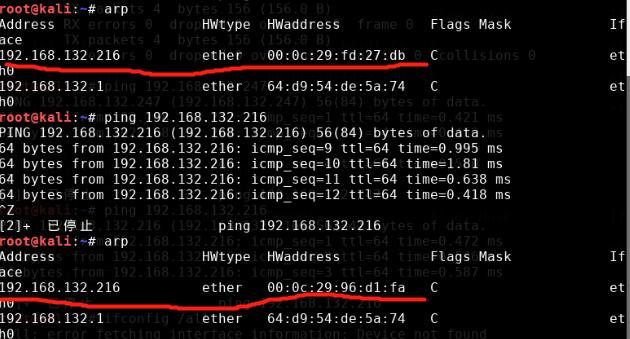 root@kali:~# arp
Address HWtype HWaddress Flags Mask If
ace
192.168.132.216 ether 00:0c:29:fd:27:db C et
h0
192.168.132.1 ether 64:d9:54:de:5a:74 C et
h0
root@kali:~# ping 192.168.132.216
PING 192.168.132.216 (192.168.132.216) 56(84) bytes of data.
64 bytes from 192.168.132.216: icmp_seq=9 ttl=64 time=0.995 ms
64 bytes from 192.168.132.216: icmp_seq=10 ttl=64 time=1.81 ms
64 bytes from 192.168.132.216: icmp_seq=11 ttl=64 time=0.638 ms
64 bytes from 192.168.132.216: icmp_seq=12 ttl=64 time=0.418 ms
^Z
[2]+ 已停止 ping 192.168.132.216
root@kali:~# arp
Address HWtype HWaddress Flags Mask If
ace
192.168.132.216 ether 00:0c:29:96:d1:fa C et
h0
192.168.132.1 ether 64:d9:54:de:5a:74 C et
h0